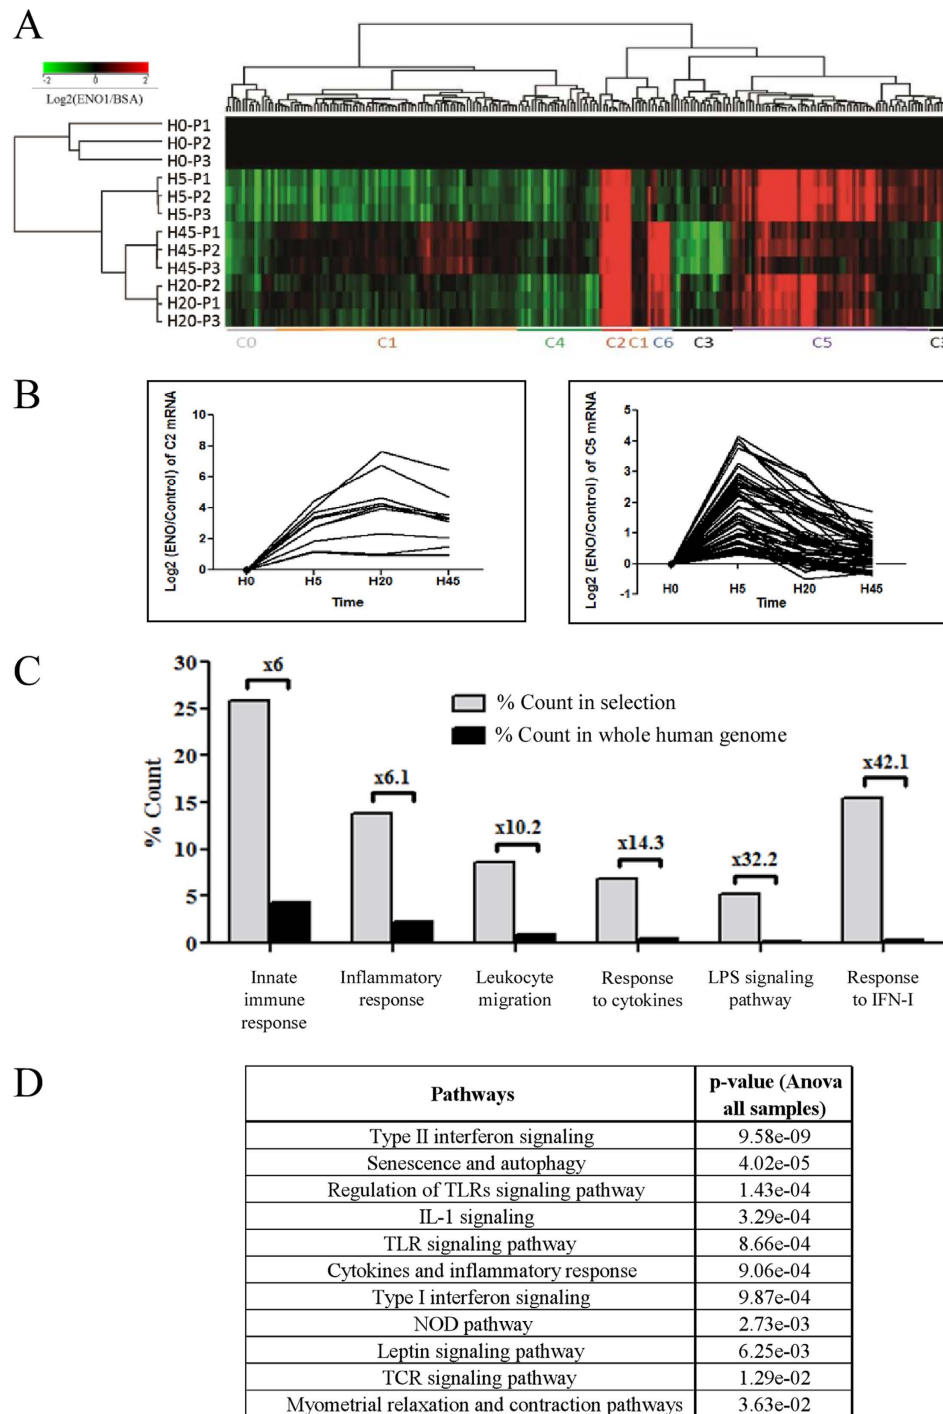 A
-2 0 2
Log2(ENO1/BSA)
H0-P1
H0-P2
H0-P3
H5-P1
H5-P2
H5-P3
H45-P1
H45-P2
H45-P3
H20-P2
H20-P1
H20-P3
C0 C1 C4 C2 C1 C6 C3 C5 C3
B
Log2 (ENO/Control) of C2 mRNA
10
8
6
4
2
0
H0 H5 H20 H45
Time
Log2 (ENO/Control) of C5 mRNA
5
4
3
2
1
0
-1
H0 H5 H20 H45
Time
C
% Count
30
25
20
15
10
5
0
x6
x6.1
x10.2
x14.3
x32.2
x42.1
% Count in selection
% Count in whole human genome
Innate
immune
response
Inflammatory
response
Leukocyte
migration
Response
to cytokines
LPS signaling
pathway
Response
to IFN-I
D
Pathways
p-value (Anova
all samples)
Type II interferon signaling 9.58e-09
Senescence and autophagy 4.02e-05
Regulation of TLRs signaling pathway 1.43e-04
IL-1 signaling 3.29e-04
TLR signaling pathway 8.66e-04
Cytokines and inflammatory response 9.06e-04
Type I interferon signaling 9.87e-04
NOD pathway 2.73e-03
Leptin signaling pathway 6.25e-03
TCR signaling pathway 1.29e-02
Myometrial relaxation and contraction pathways 3.63e-02